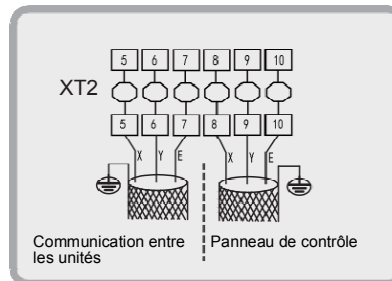 5 6 7 8 9 10
XT2
5 6 7 8 9 10
X Y E X Y E
Communication entre
les unités
Panneau de contrôle